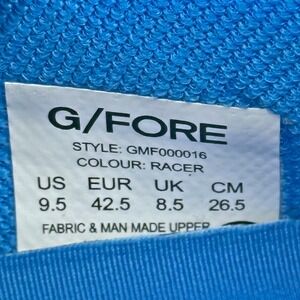 G/FORE
STYLE: GMF000016
COLOUR: RACER
US EUR UK CM
9.5 42.5 8.5 26.5
FABRIC & MAN MADE UPPER